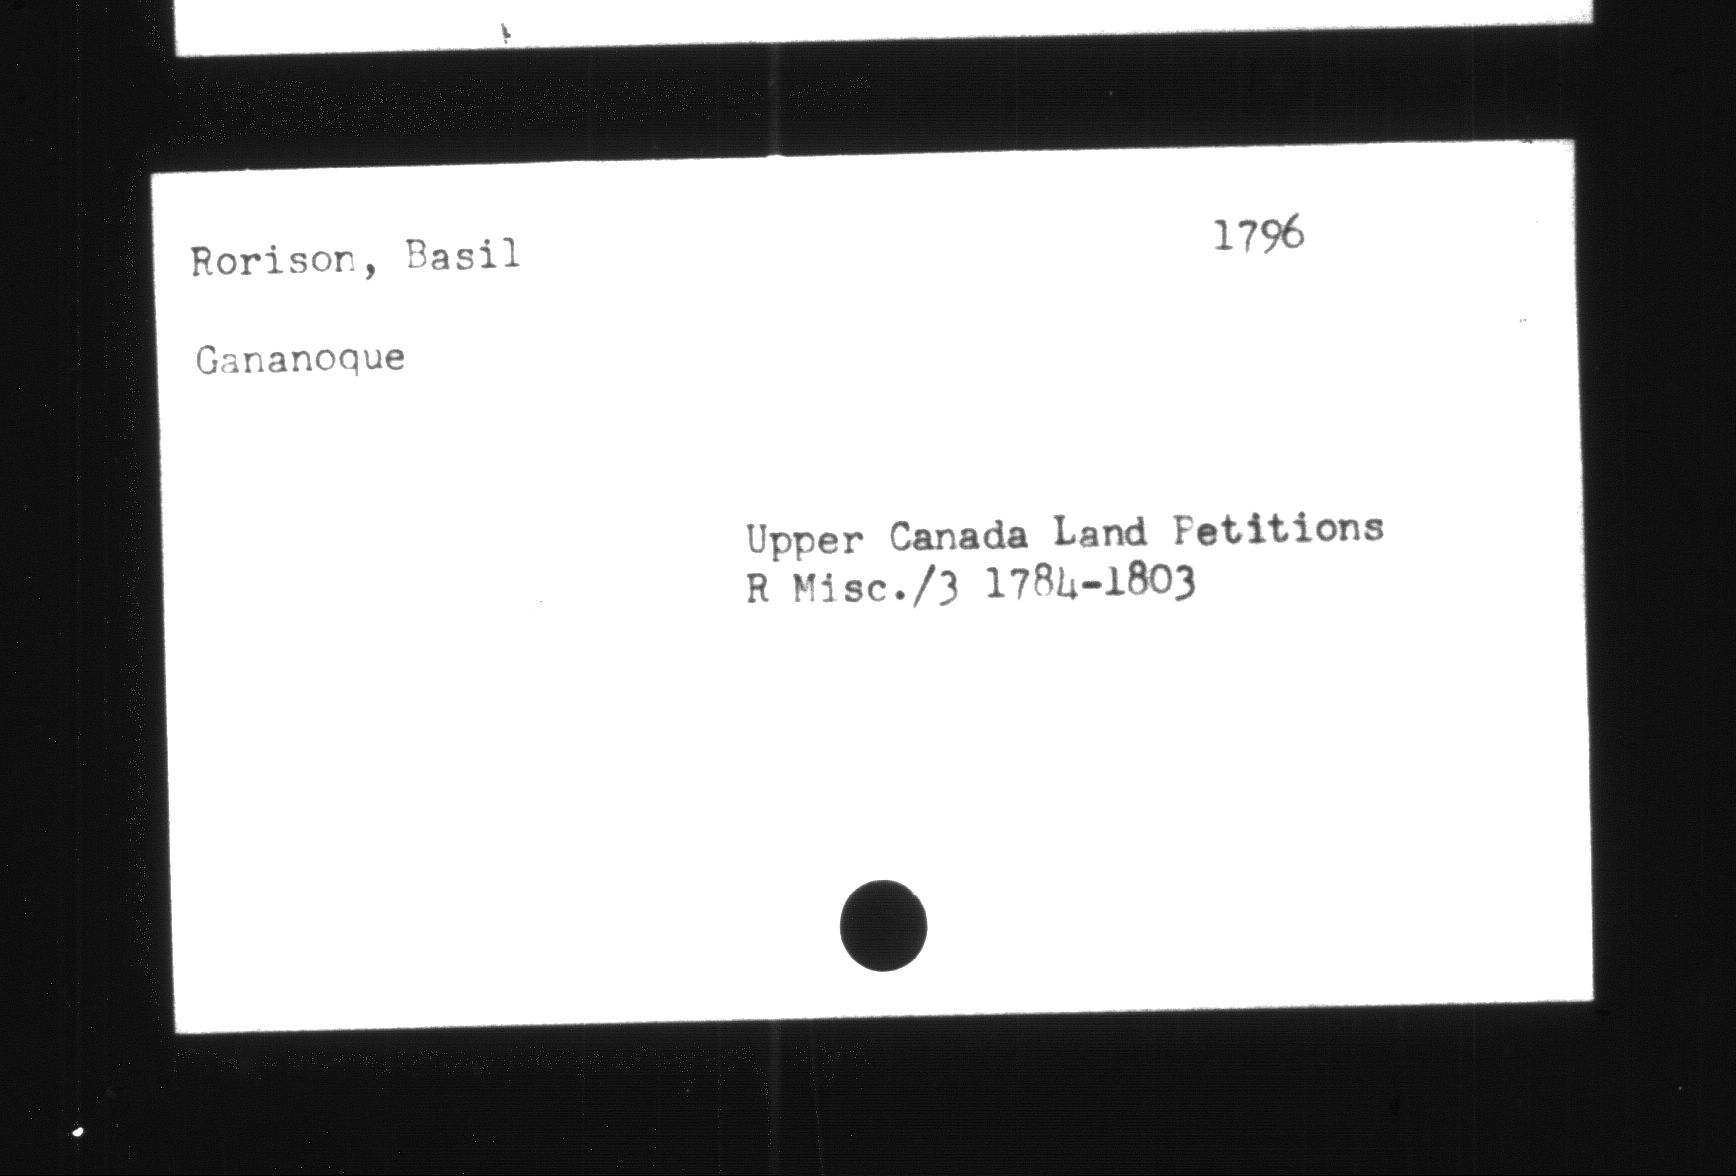 Rorison, Basil 1796
Gananoque
Upper Canada Land Petitions
R Misc./3 1784-1803